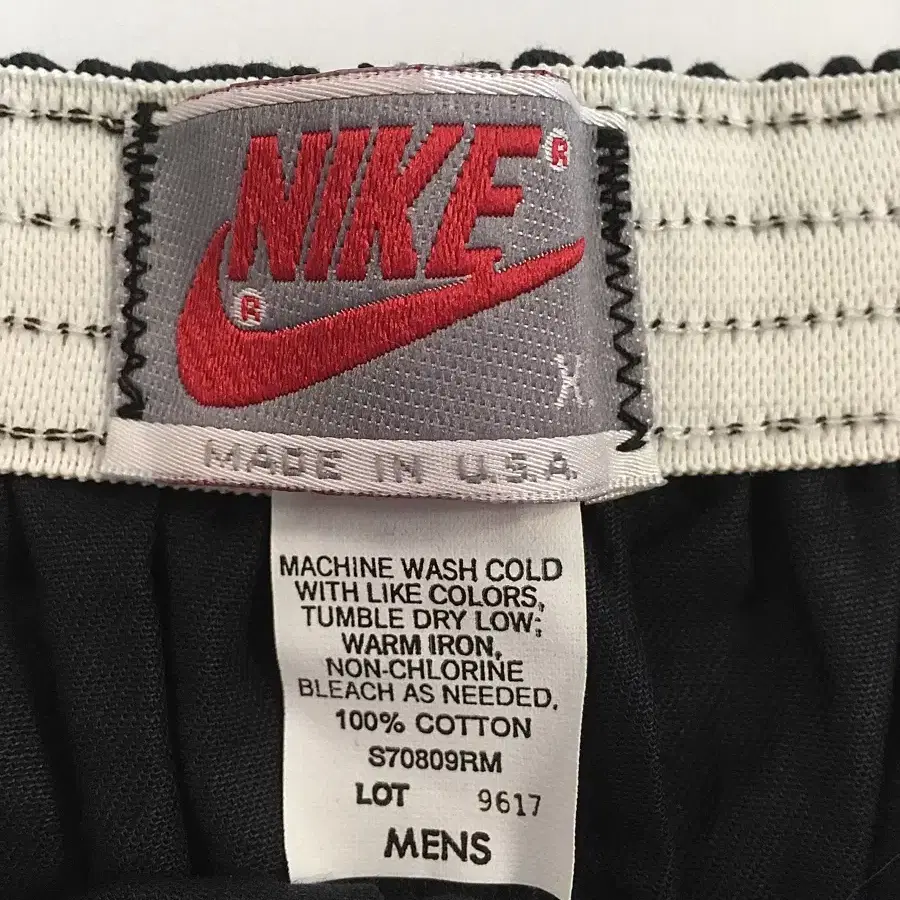 NIKE®
®
X.
MADE IN U.S.A.
MACHINE WASH COLD
WITH LIKE COLORS,
TUMBLE DRY LOW;
WARM IRON,
NON-CHLORINE
BLEACH AS NEEDED.
100% COTTON
S70809RM
LOT 9617
MENS